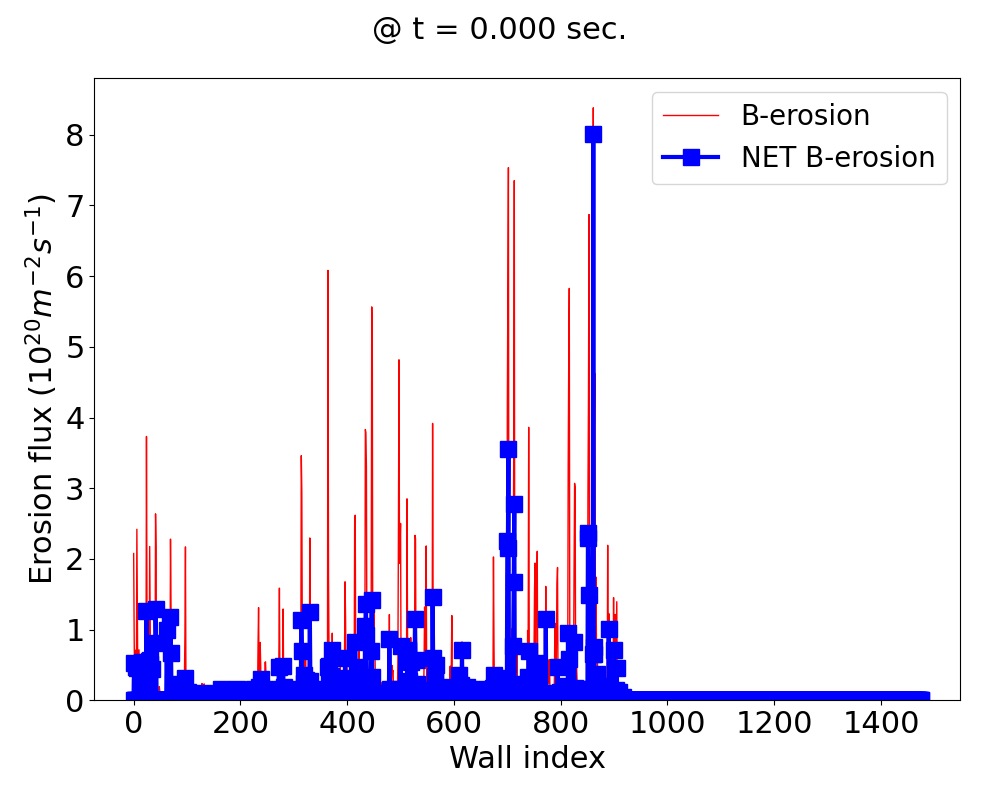 @ t = 0.000 sec.
Erosion flux (10^{20}m^{-2}s^{-1})
8
7
6
5
4
3
2
1
0
B-erosion
NET B-erosion
0 200 400 600 800 1000 1200 1400
Wall index